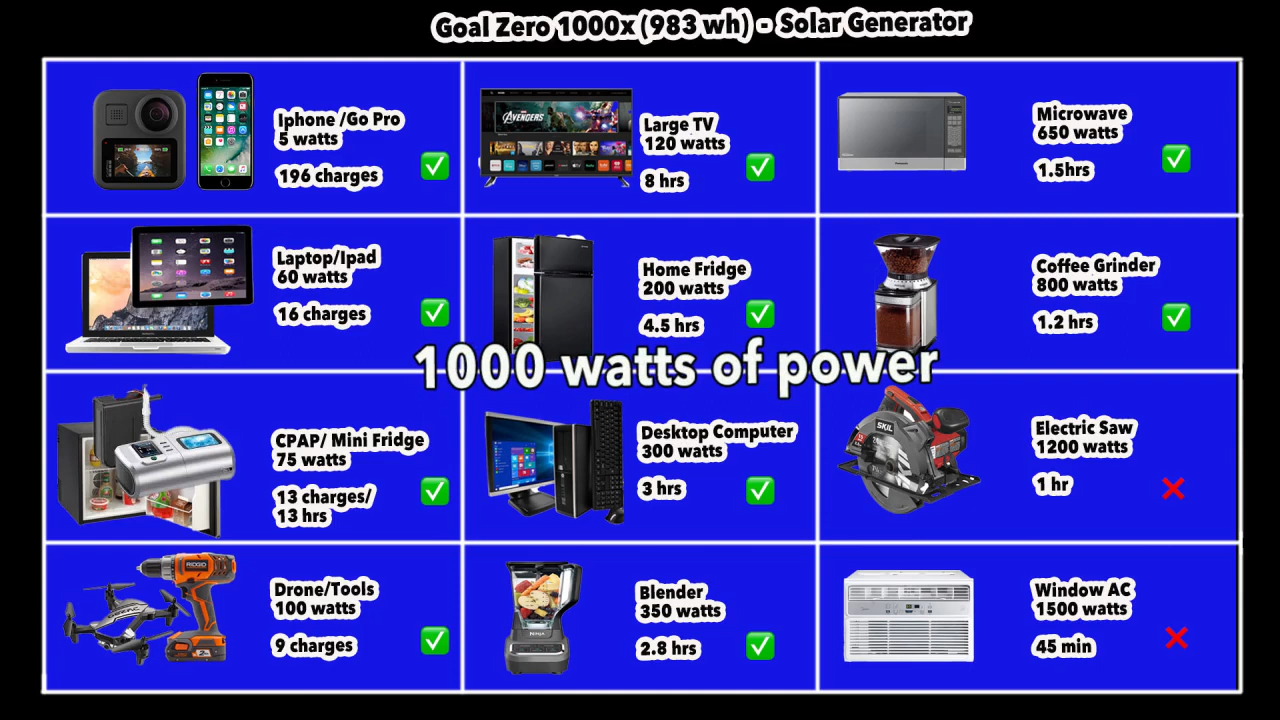 Goal Zero 1000x (983 wh) - Solar Generator
Iphone /Go Pro
5 watts
196 charges
AVENGERS
Large TV
120 watts
8 hrs
Microwave
650 watts
1.5hrs
Laptop/Ipad
60 watts
16 charges
Home Fridge
200 watts
4.5 hrs
Coffee Grinder
800 watts
1.2 hrs
1000 watts of power
CPAP/ Mini Fridge
75 watts
13 charges/
13 hrs
Desktop Computer
300 watts
3 hrs
SKIL
Electric Saw
1200 watts
1 hr
RIDGID
Drone/Tools
100 watts
9 charges
NINJA
Blender
350 watts
2.8 hrs
Window AC
1500 watts
45 min